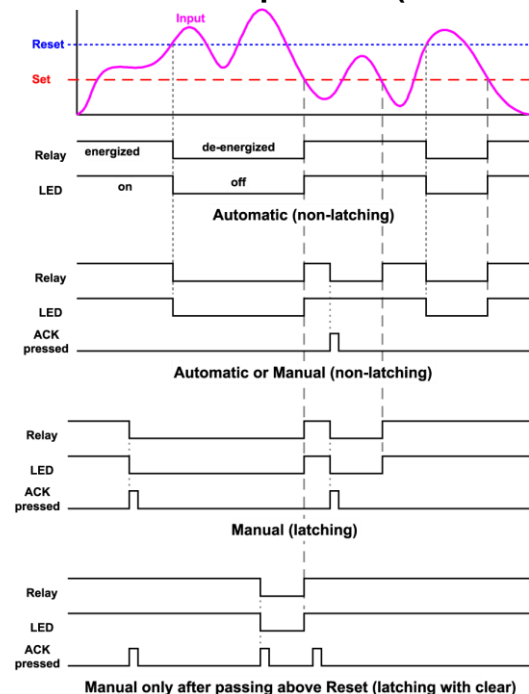 Input
Reset
Set
energized
de-energized
Relay
on
off
LED
Automatic (non-latching)
Relay
LED
ACK
pressed
Automatic or Manual (non-latching)
Relay
LED
ACK
pressed
Manual (latching)
Relay
LED
ACK
pressed
Manual only after passing above Reset (latching with clear)